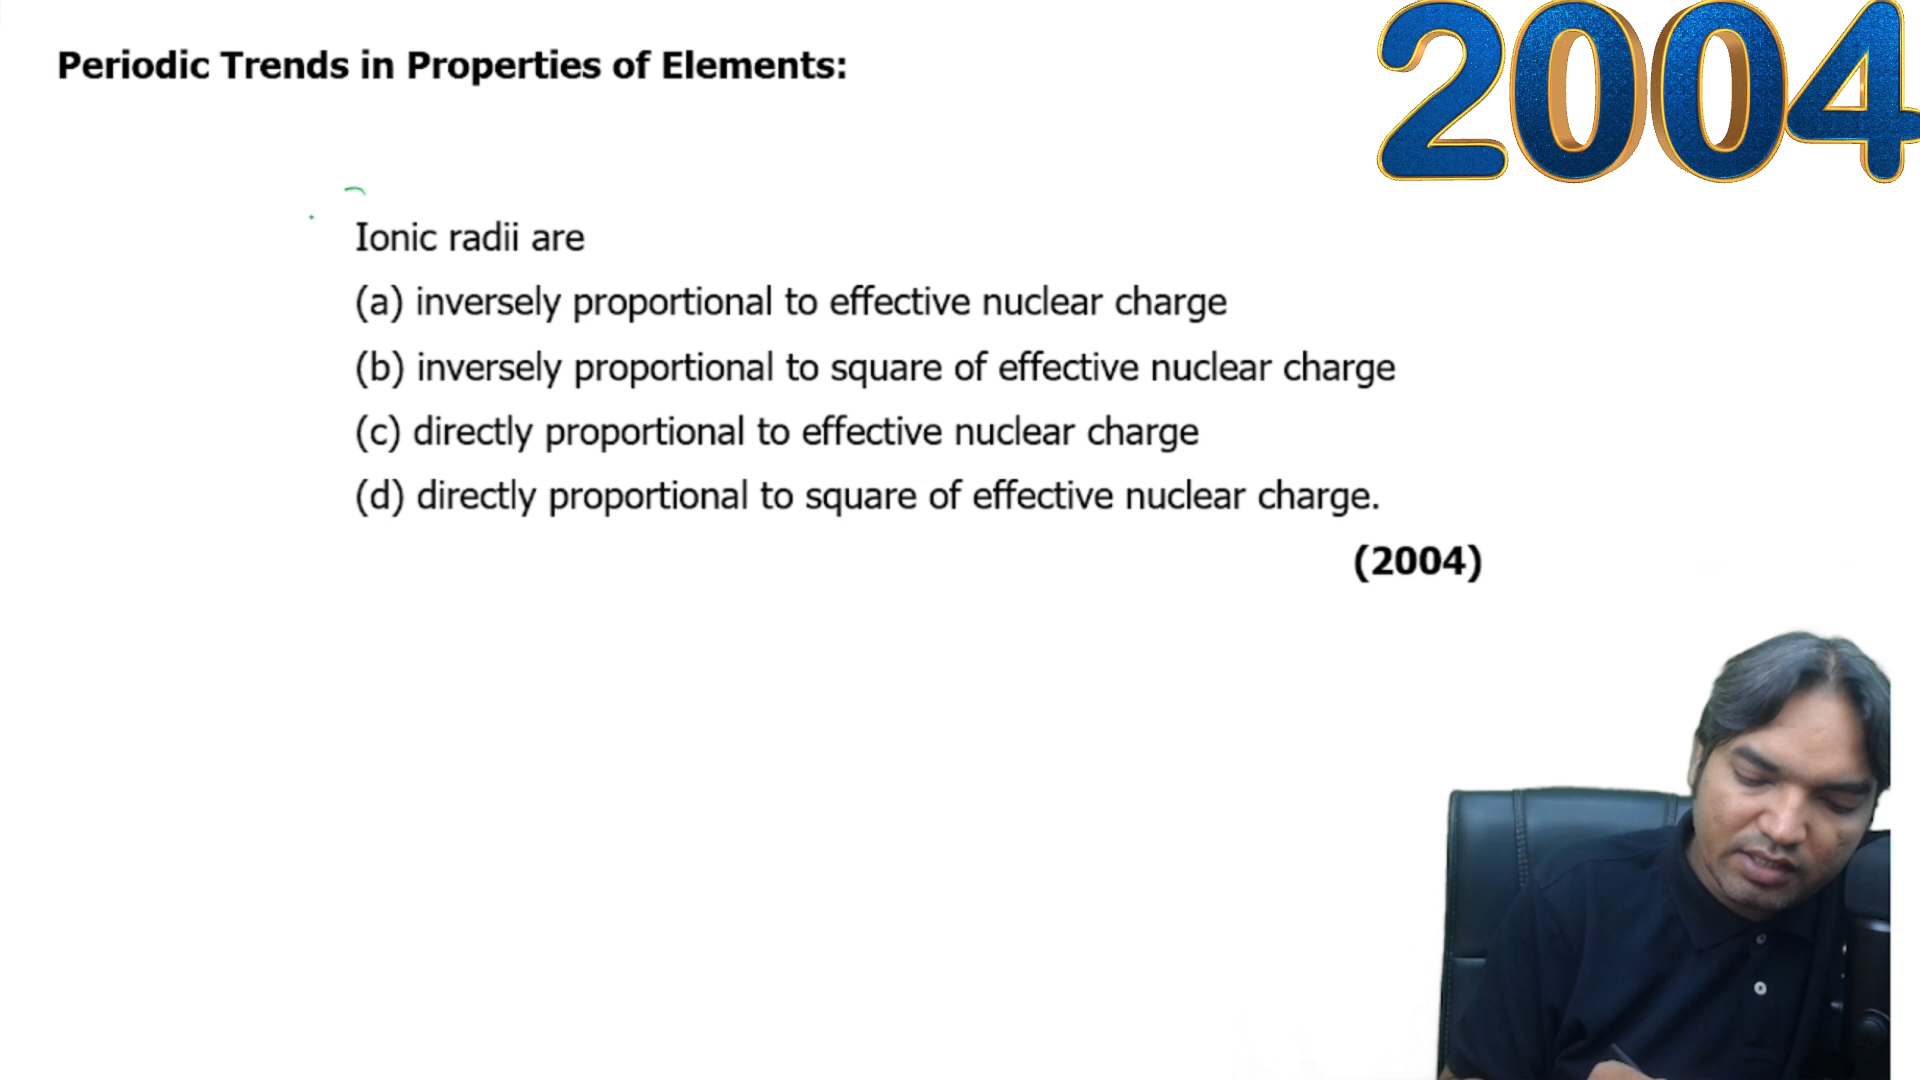 Periodic Trends in Properties of Elements:
2004
Ionic radii are
(a) inversely proportional to effective nuclear charge
(b) inversely proportional to square of effective nuclear charge
(c) directly proportional to effective nuclear charge
(d) directly proportional to square of effective nuclear charge.
(2004)